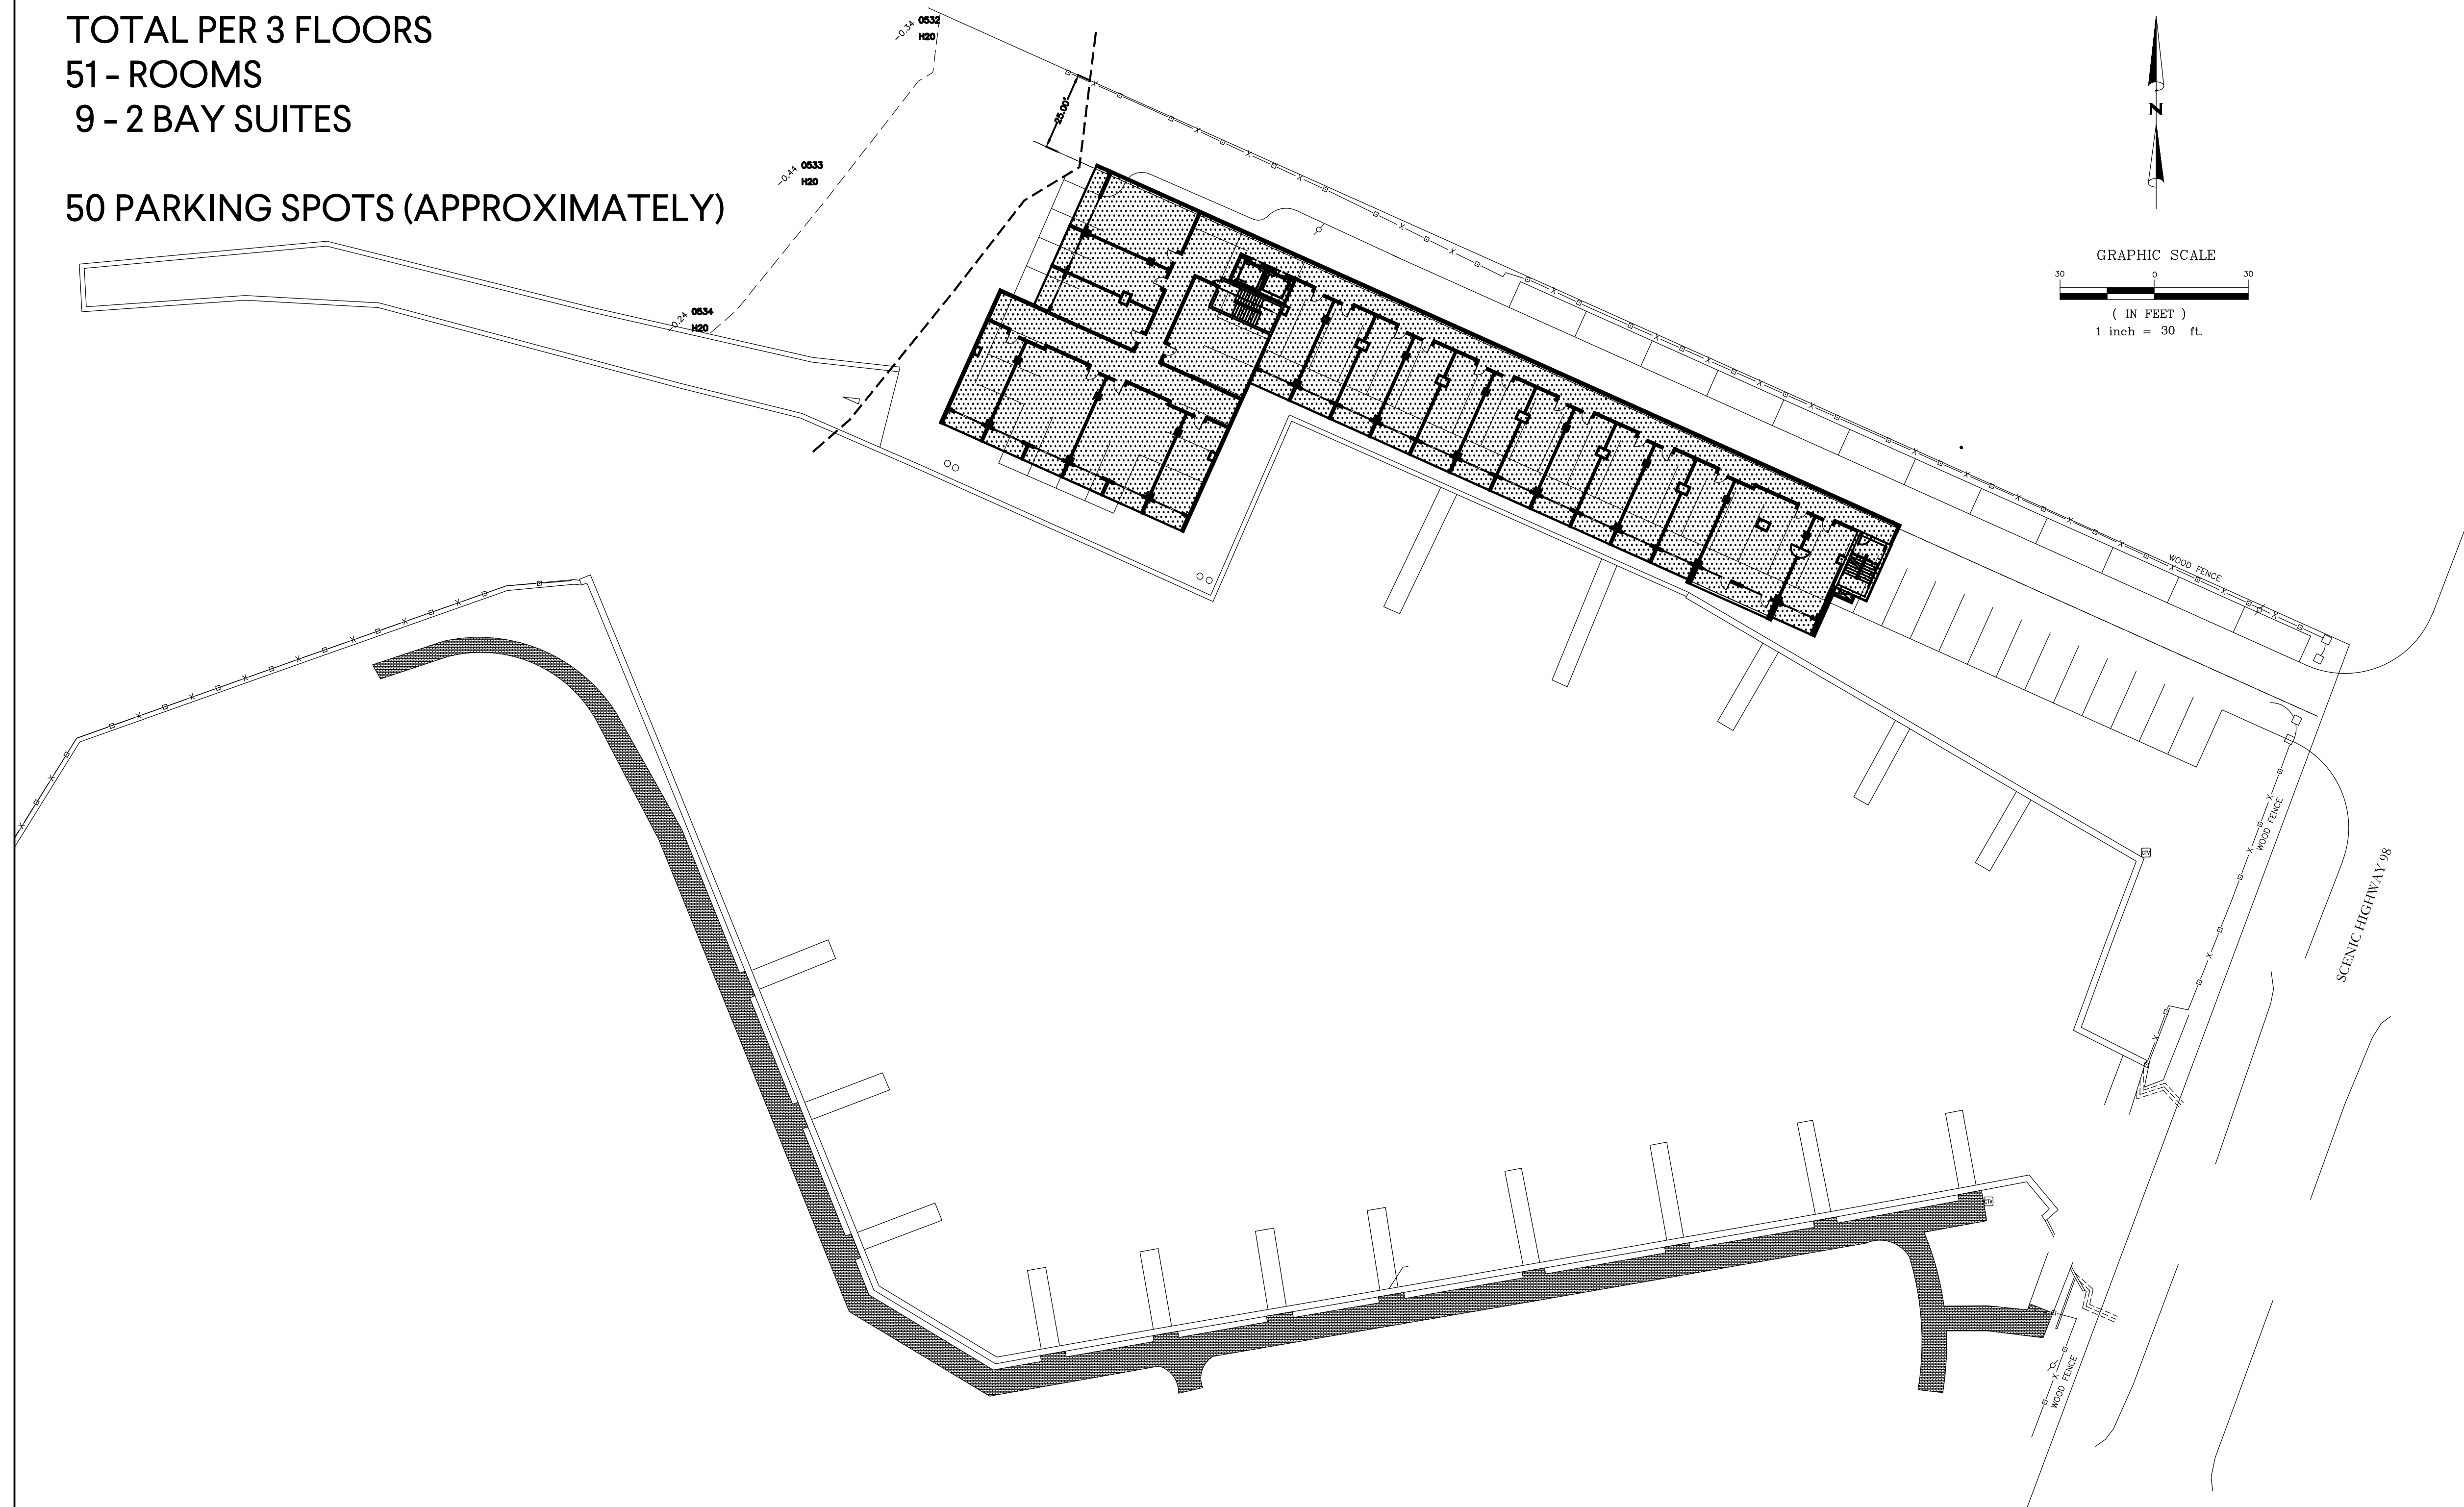 TOTAL PER 3 FLOORS
51 - ROOMS
9 - 2 BAY SUITES
50 PARKING SPOTS (APPROXIMATELY)
-0.34 0532
H20
25.00'
-0.44 0533
H20
-0.24 0534
H20
N
GRAPHIC SCALE
30 0 30
( IN FEET )
1 inch = 30 ft.
WOOD FENCE
WOOD FENCE
SCENIC HIGHWAY 98
CTV
CTV
WOOD FENCE